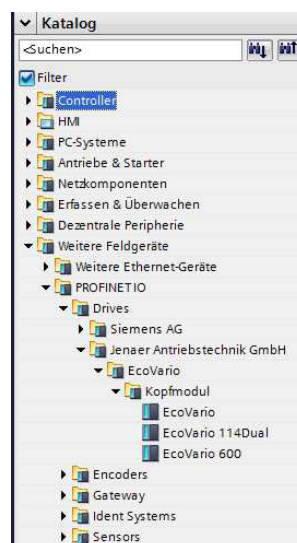 Katalog
<Suchen>
Filter
Controller
HMI
PC-Systeme
Antriebe & Starter
Netzkomponenten
Erfassen & Überwachen
Dezentrale Peripherie
Weitere Feldgeräte
Weitere Ethernet-Geräte
PROFINET IO
Drives
Siemens AG
Jenaer Antriebstechnik GmbH
EcoVario
Kopfmodul
EcoVario
EcoVario 114Dual
EcoVario 600
Encoders
Gateway
Ident Systems
Sensors